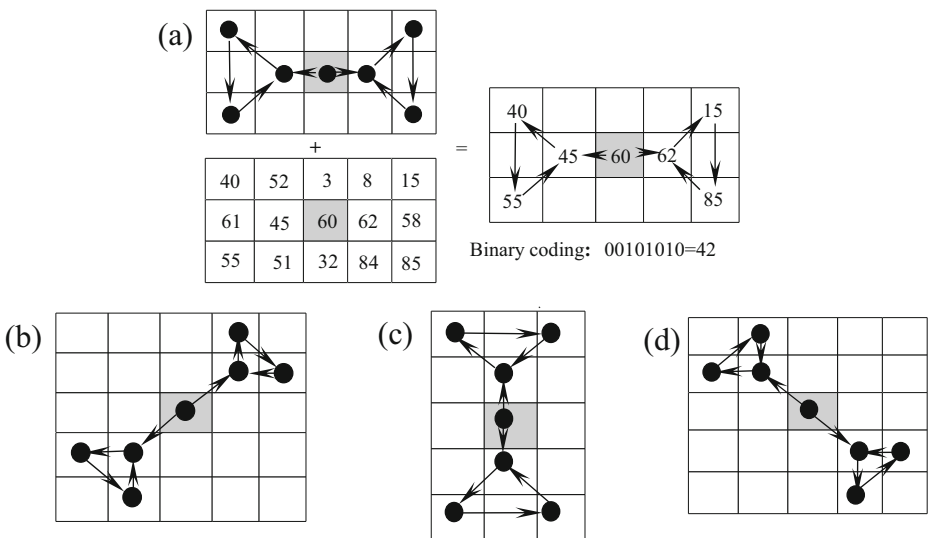 (a)
+
=
40 52 3 8 15
61 45 60 62 58
55 51 32 84 85
40 15
45 60 62
55 85
Binary coding: 00101010=42
(b)
(c)
(d)